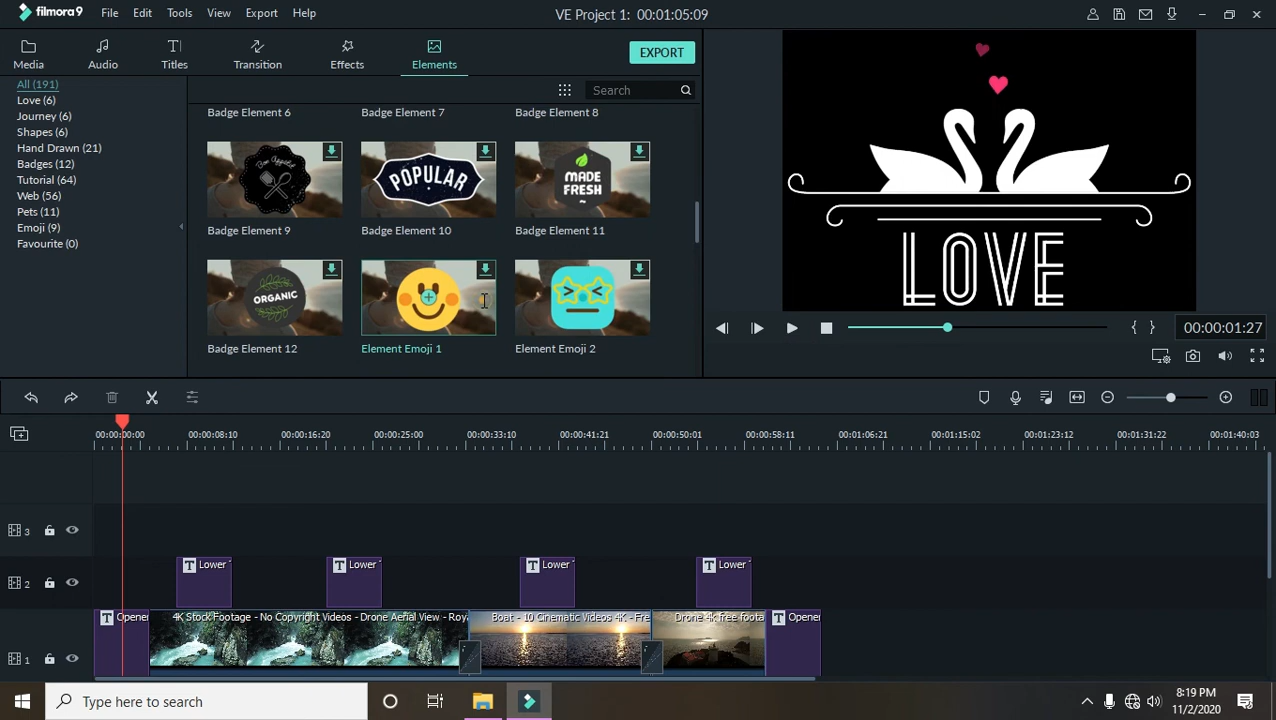 filmora9 File Edit Tools View Export Help VE Project 1: 00:01:05:09
Media Audio Titles Transition Effects Elements EXPORT
All (191)
Love (6)
Journey (6)
Shapes (6)
Hand Drawn (21)
Badges (12)
Tutorial (64)
Web (56)
Pets (11)
Emoji (9)
Favourite (0)
Search
Badge Element 6 Badge Element 7 Badge Element 8
Bon Appetit POPULAR MADE FRESH
Badge Element 9 Badge Element 10 Badge Element 11
ORGANIC
Badge Element 12 Element Emoji 1 Element Emoji 2
LOVE
00:00:01:27
00:00:00:00 00:00:08:10 00:00:16:20 00:00:25:00 00:00:33:10 00:00:41:21 00:00:50:01 00:00:58:11 00:01:06:21 00:01:15:02 00:01:23:12 00:01:31:22 00:01:40:03
3
2 T Lower T Lower T Lower T Lower
T Opene 4K Stock Footage - No Copyright Videos - Drone Aerial View - Roya Boat - 10 Cinematic Videos 4K - Fre Drone 4k free foota T Opene
1
Type here to search
8:19 PM
11/2/2020